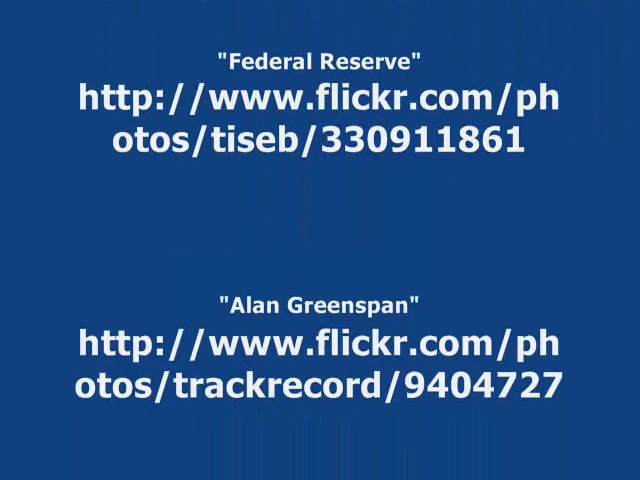 "Federal Reserve"
http://www.flickr.com/ph
otos/tiseb/330911861
"Alan Greenspan"
http://www.flickr.com/ph
otos/trackrecord/9404727